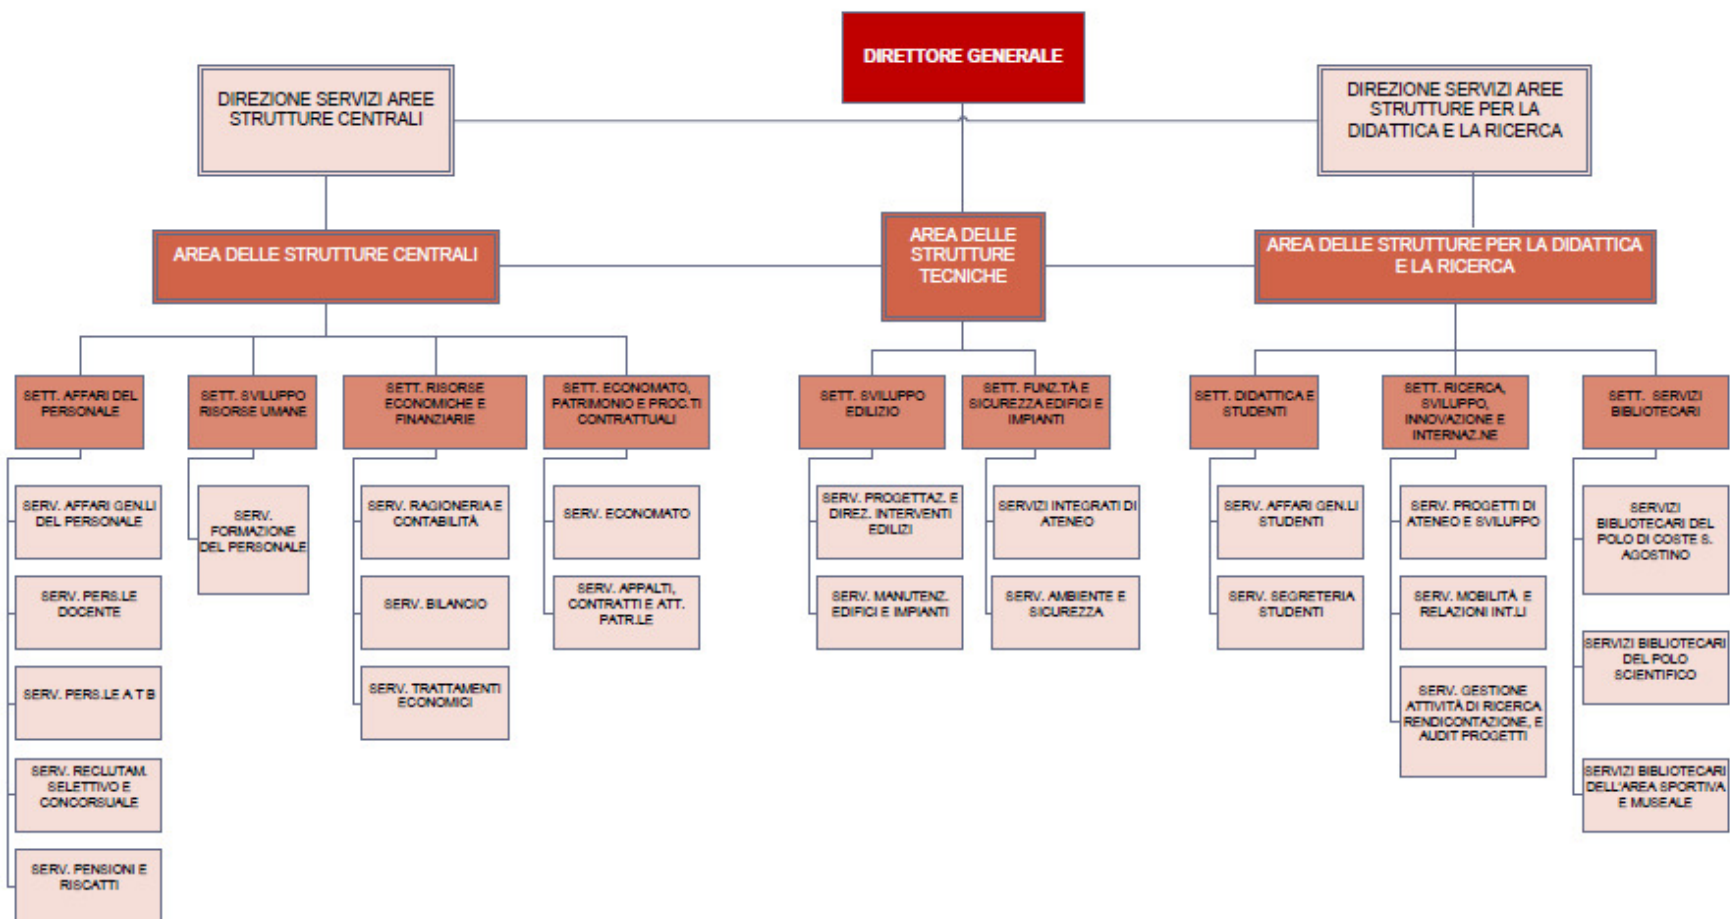 DIRETTORE GENERALE
DIREZIONE SERVIZI AREE
STRUTTURE CENTRALI
DIREZIONE SERVIZI AREE
STRUTTURE PER LA
DIDATTICA E LA RICERCA
AREA DELLE STRUTTURE CENTRALI
AREA DELLE
STRUTTURE
TECNICHE
AREA DELLE STRUTTURE PER LA DIDATTICA
E LA RICERCA
SETT. AFFARI DEL
PERSONALE
SETT. SVILUPPO
RISORSE UMANE
SETT. RISORSE
ECONOMICHE E
FINANZIARIE
SETT. ECONOMATO,
PATRIMONIO E PROC.TI
CONTRATTUALI
SETT. SVILUPPO
EDILIZIO
SETT. FUNZ.TÀ E
SICUREZZA EDIFICI E
IMPIANTI
SETT. DIDATTICA E
STUDENTI
SETT. RICERCA,
SVILUPPO,
INNOVAZIONE E
INTERNAZ.NE
SETT. SERVIZI
BIBLIOTECARI
SERV. AFFARI GEN.LI
DEL PERSONALE
SERV. PERS.LE
DOCENTE
SERV. PERS.LE A T B
SERV. RECLUTAM.
SELETTIVO E
CONCORSUALE
SERV. PENSIONI E
RISCATTI
SERV.
FORMAZIONE
DEL PERSONALE
SERV. RAGIONERIA E
CONTABILITÀ
SERV. BILANCIO
SERV. TRATTAMENTI
ECONOMICI
SERV. ECONOMATO
SERV. APPALTI,
CONTRATTI E ATT.
PATR.LE
SERV. PROGETTAZ. E
DIREZ. INTERVENTI
EDILIZI
SERV. MANUTENZ.
EDIFICI E IMPIANTI
SERVIZI INTEGRATI DI
ATENEO
SERV. AMBIENTE E
SICUREZZA
SERV. AFFARI GEN.LI
STUDENTI
SERV. SEGRETERIA
STUDENTI
SERV. PROGETTI DI
ATENEO E SVILUPPO
SERV. MOBILITÀ E
RELAZIONI INT.LI
SERV. GESTIONE
ATTIVITÀ DI RICERCA
RENDICONTAZIONE, E
AUDIT PROGETTI
SERVIZI
BIBLIOTECARI DEL
POLO DI COSTE S.
AGOSTINO
SERVIZI BIBLIOTECARI
DEL POLO
SCIENTIFICO
SERVIZI BIBLIOTECARI
DELL'AREA SPORTIVA
E MUSEALE